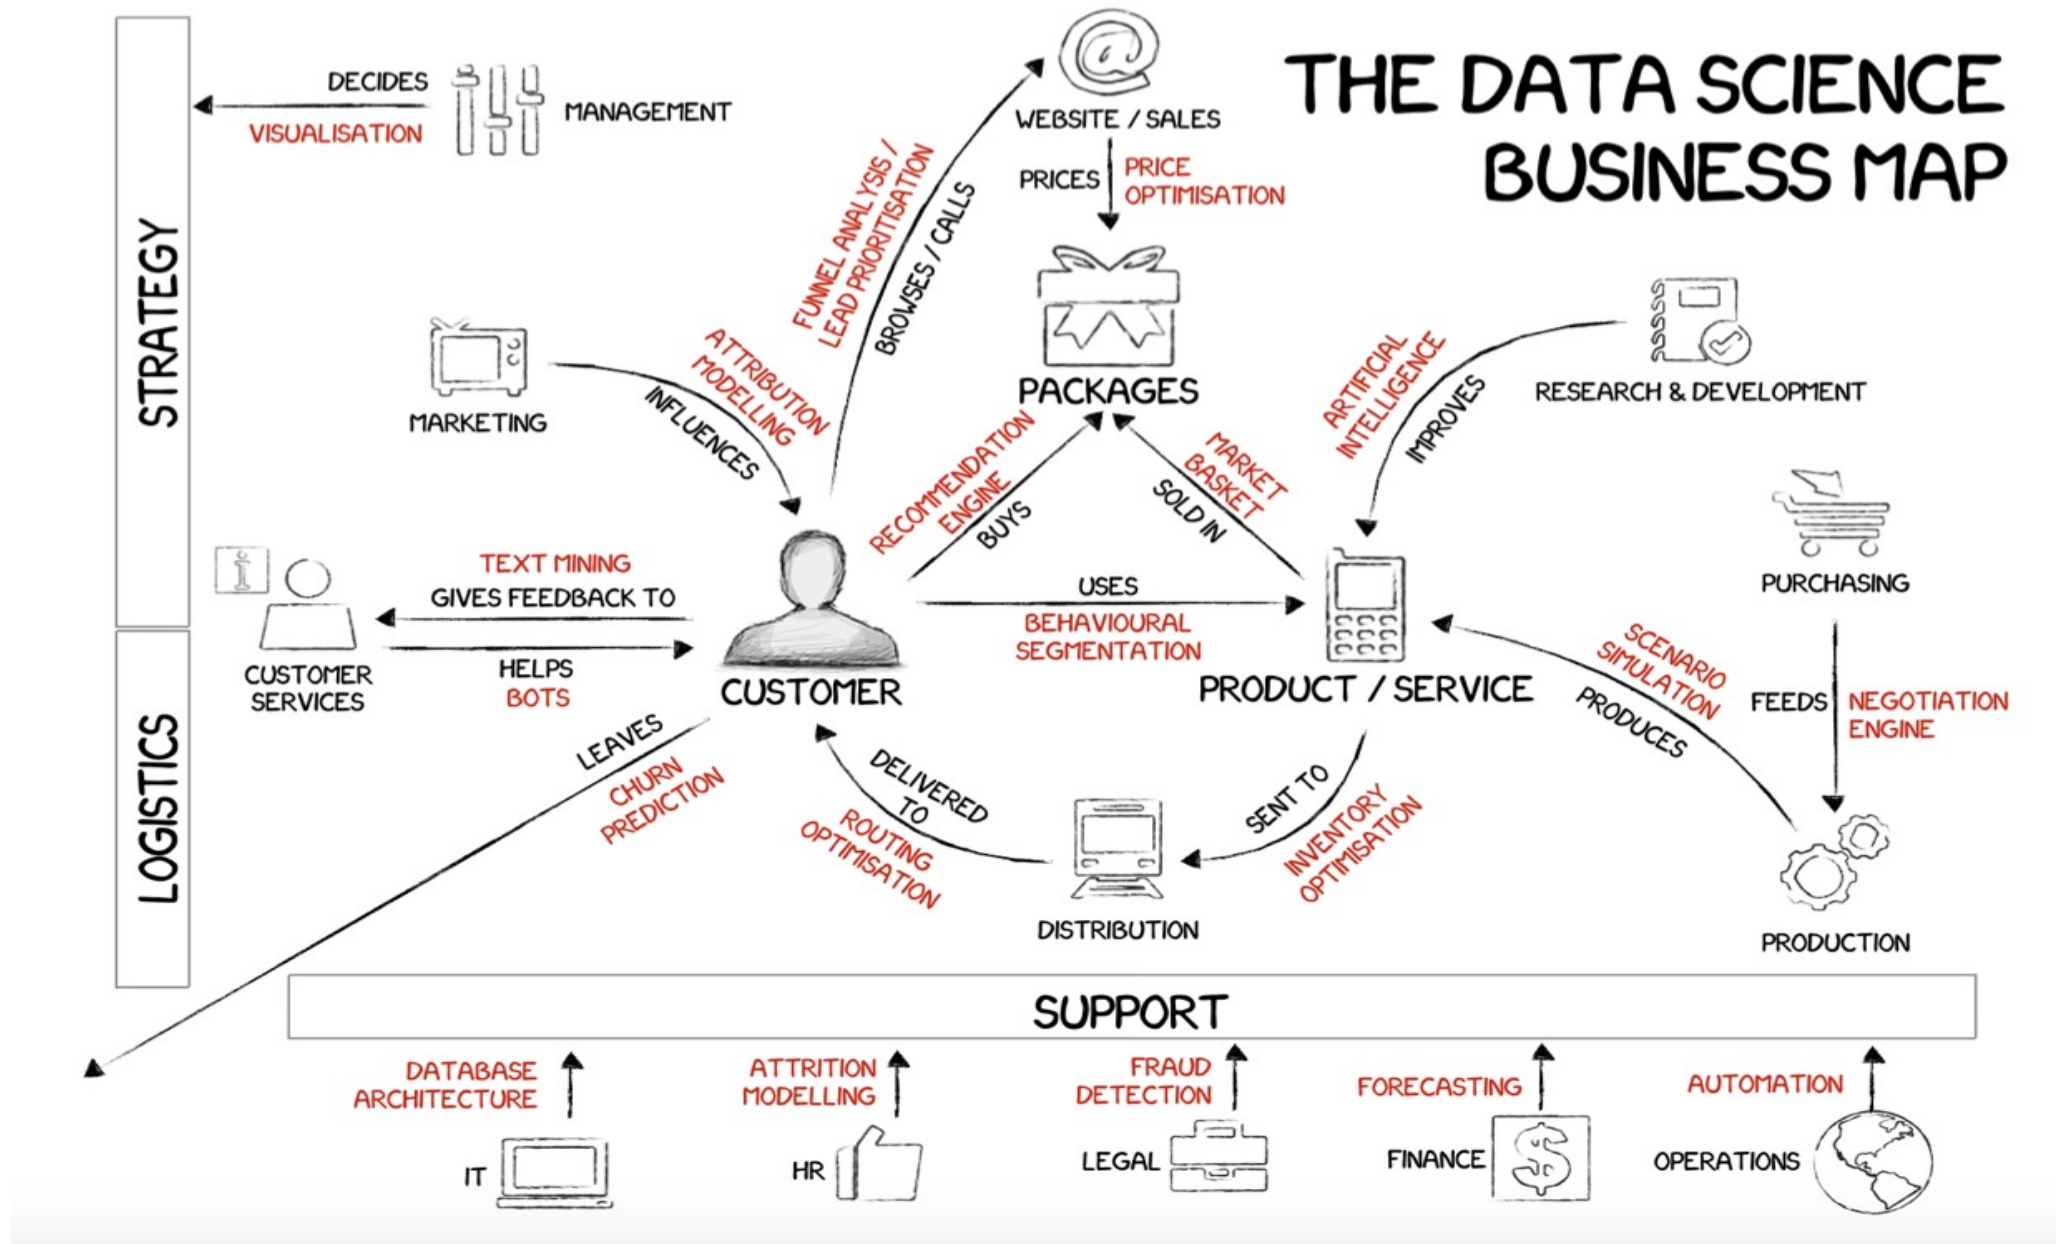 THE DATA SCIENCE
BUSINESS MAP
STRATEGY
LOGISTICS
DECIDES
VISUALISATION
MANAGEMENT
WEBSITE / SALES
PRICES
PRICE
OPTIMISATION
FUNNEL ANALYSIS /
LEAD PRIORITISATION
BROWSES / CALLS
PACKAGES
MARKETING
ATTRIBUTION
MODELLING
INFLUENCES
ARTIFICIAL
INTELLIGENCE
IMPROVES
RESEARCH & DEVELOPMENT
RECOMMENDATION
ENGINE
BUYS
MARKET
BASKET
SOLD IN
PURCHASING
TEXT MINING
GIVES FEEDBACK TO
HELPS
BOTS
i
CUSTOMER
SERVICES
CUSTOMER
USES
BEHAVIOURAL
SEGMENTATION
PRODUCT / SERVICE
SCENARIO
SIMULATION
PRODUCES
FEEDS
NEGOTIATION
ENGINE
LEAVES
CHURN
PREDICTION
DELIVERED
TO
ROUTING
OPTIMISATION
SENT TO
INVENTORY
OPTIMISATION
DISTRIBUTION
PRODUCTION
SUPPORT
DATABASE
ARCHITECTURE
IT
ATTRITION
MODELLING
HR
FRAUD
DETECTION
LEGAL
FORECASTING
FINANCE
$
AUTOMATION
OPERATIONS
@